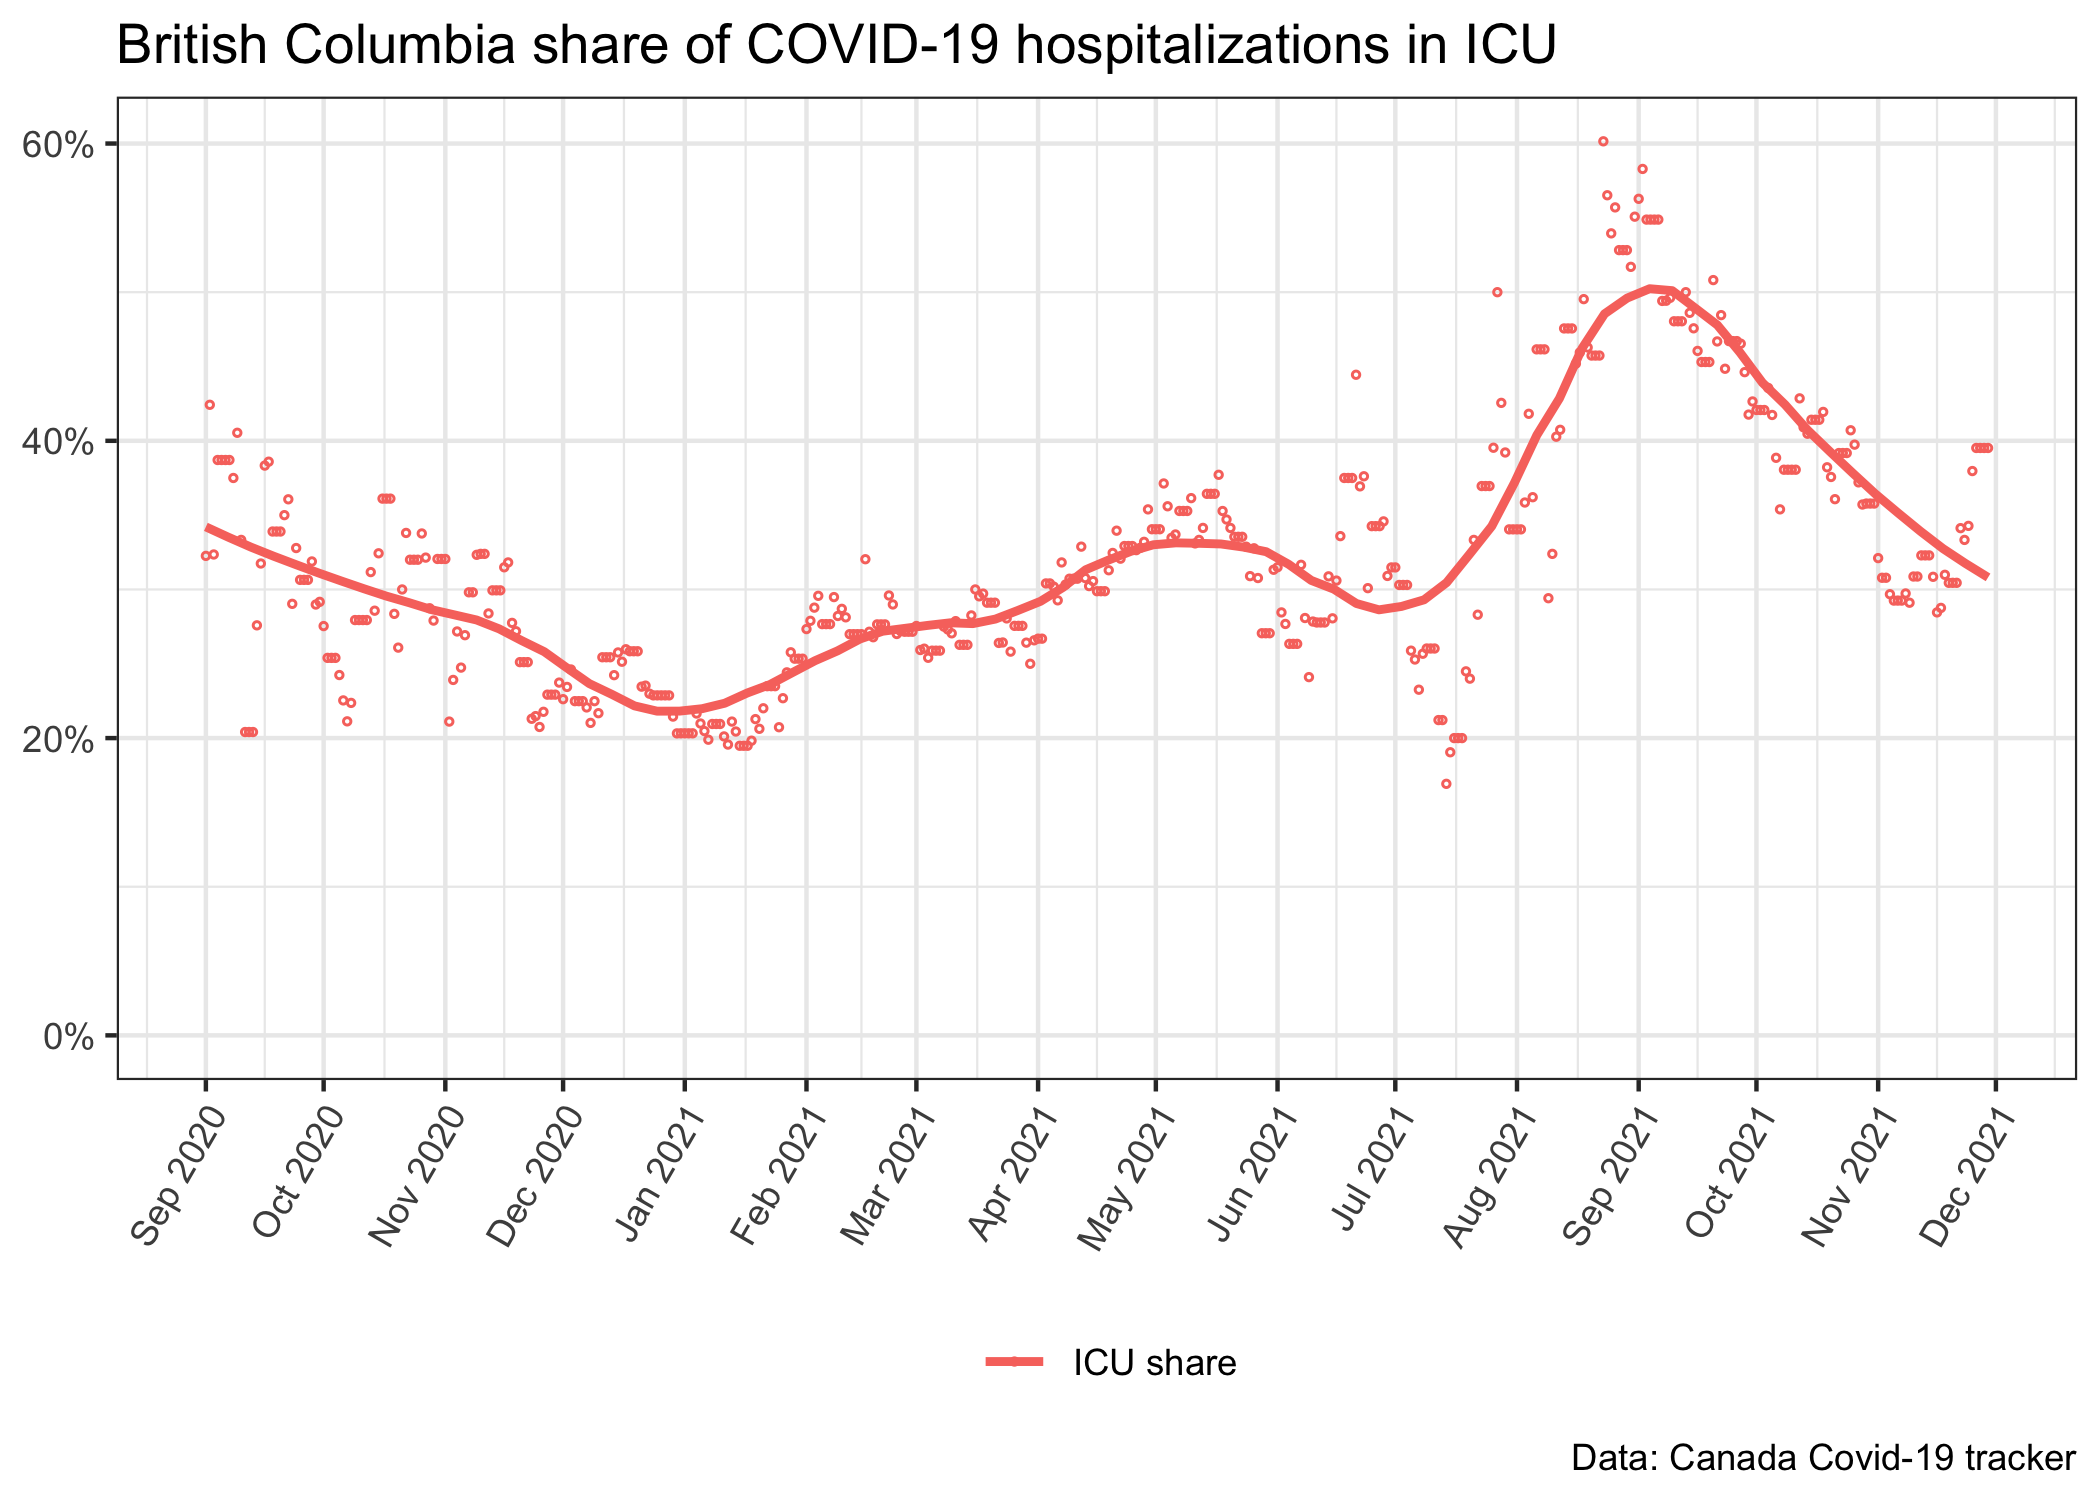 British Columbia share of COVID-19 hospitalizations in ICU
60%
40%
20%
0%
Sep 2020
Oct 2020
Nov 2020
Dec 2020
Jan 2021
Feb 2021
Mar 2021
Apr 2021
May 2021
Jun 2021
Jul 2021
Aug 2021
Sep 2021
Oct 2021
Nov 2021
Dec 2021
ICU share
Data: Canada Covid-19 tracker